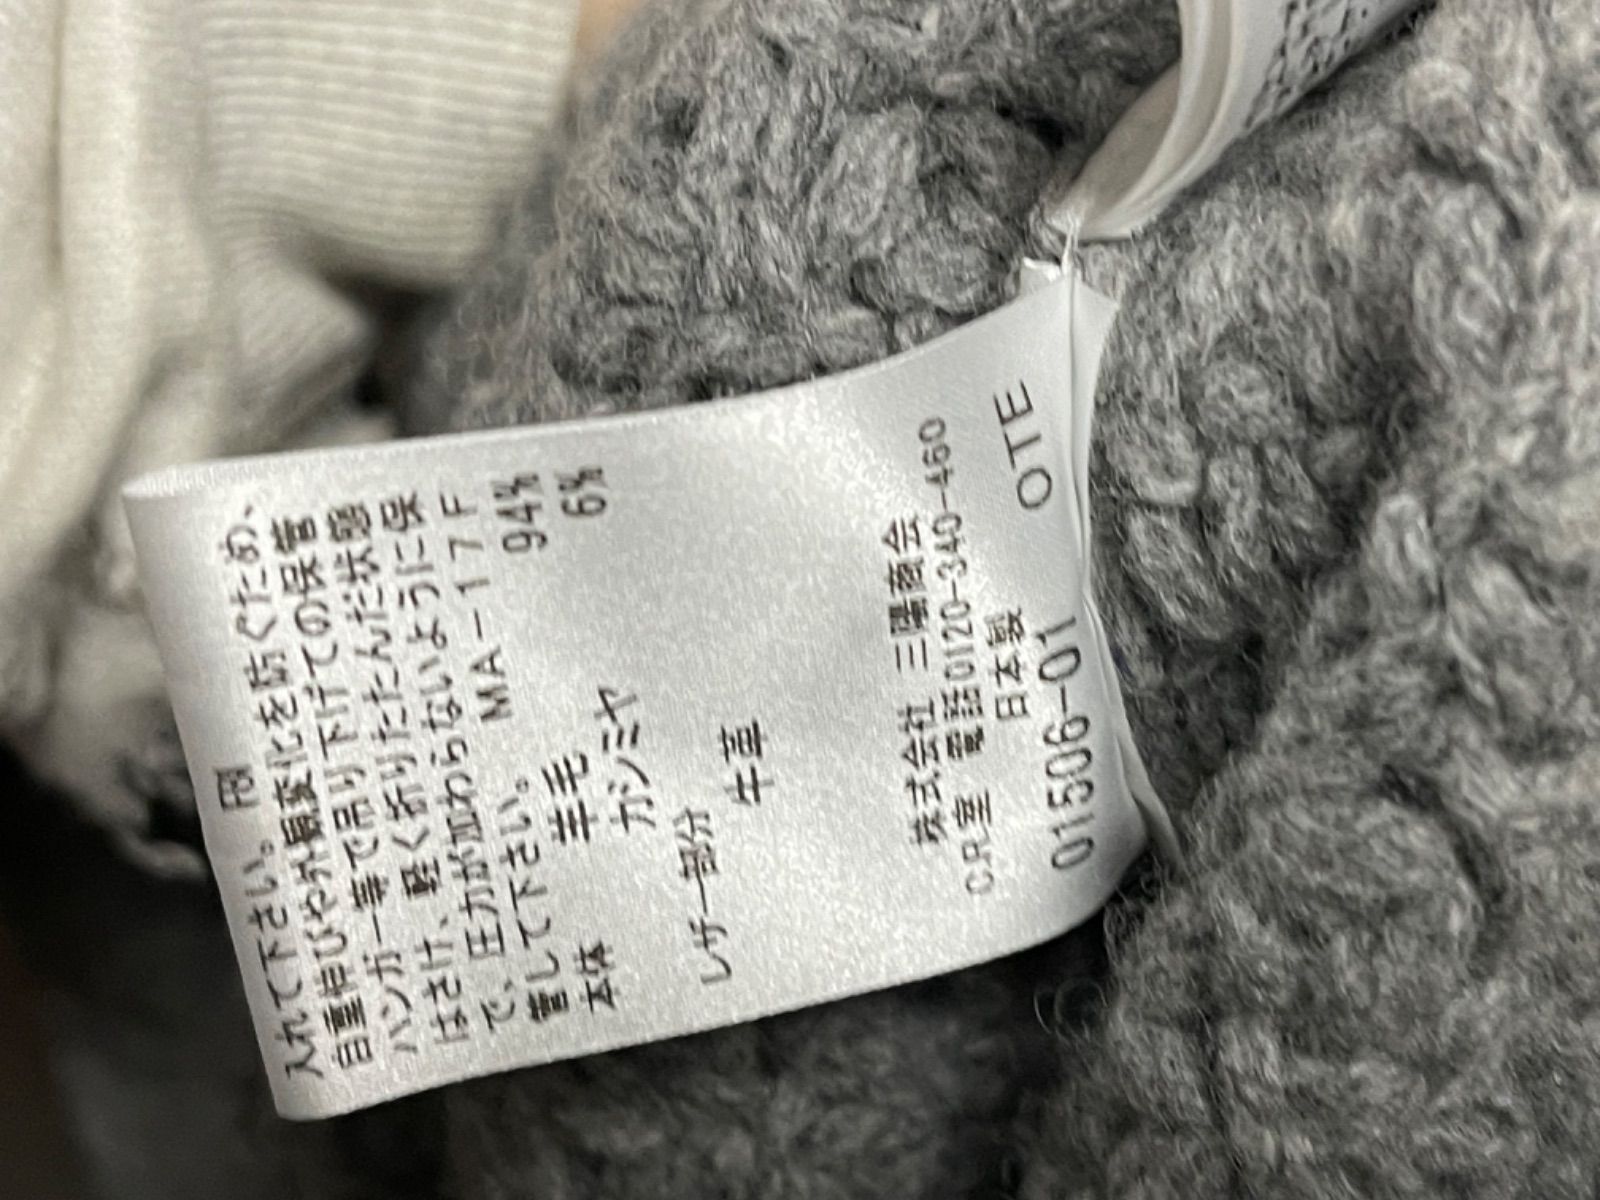 入れて下さい。
自重伸びや外観変化を防ぐため、
ハンガー等で吊り下げての保管
はさけ、軽く折りたたんだ状態
で、圧力が加わらないように保
管して下さい。 MA-17F
本体 羊毛 94%
カシミヤ 6%
レザー部分
牛革
株式会社 三陽商会
C.R.室 電話0120-340-460
日本製
01506-01 OTE